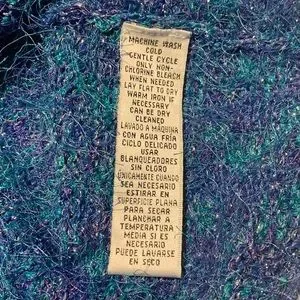 MACHINE WASH
COLD
GENTLE CYCLE
ONLY NON-
CHLORINE BLEACH
WHEN NEEDED
LAY FLAT TO DRY
WARM IRON IF
NECESSARY
CAN BE DRY
CLEANED
LAVADO A MAQUINA
CON AGUA FRIA
CICLO DELICADO
USAR
BLANQUEADORES
SIN CLORO
UNICAMENTE CUANDO
SEA NECESARIO
ESTIRAR EN
SUPERFICIE PLANA
PARA SECAR
PLANCHAR A
TEMPERATURA
MEDIA SI ES
NECESARIO
PUEDE LAVARSE
EN SECO